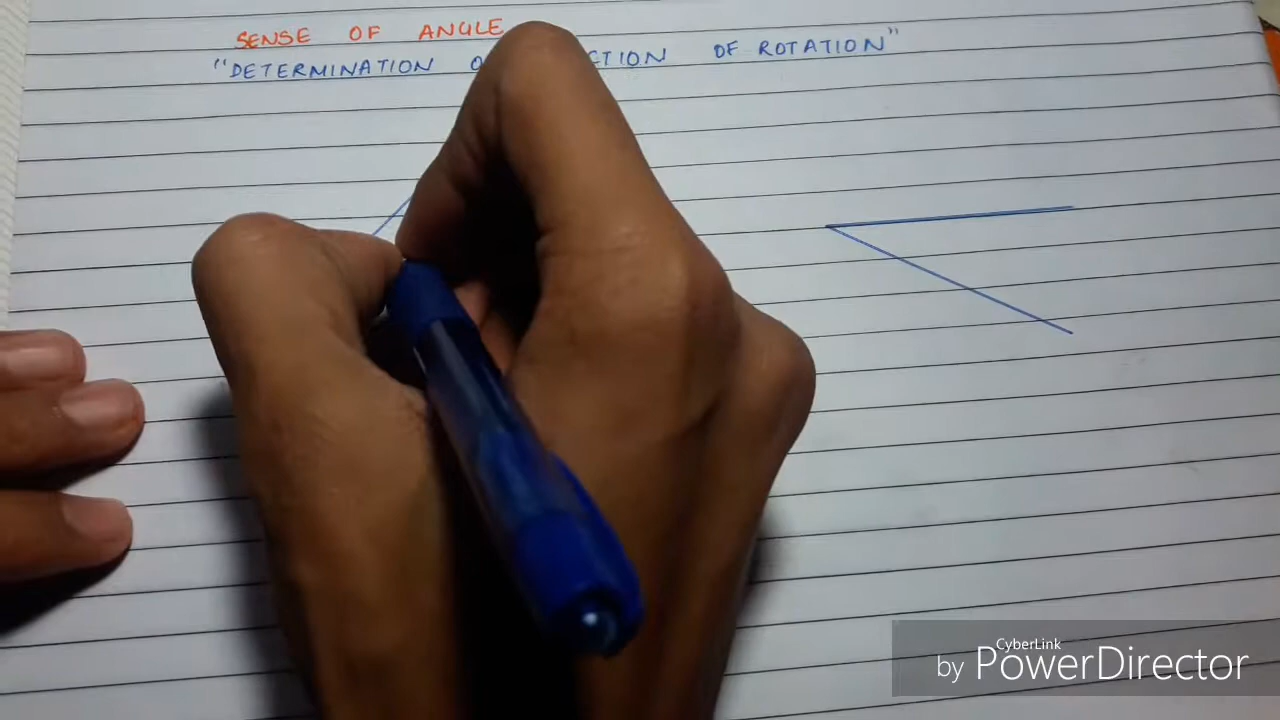 SENSE OF ANGLE
"DETERMINATION CTION OF ROTATION"
CyberLink
by PowerDirector